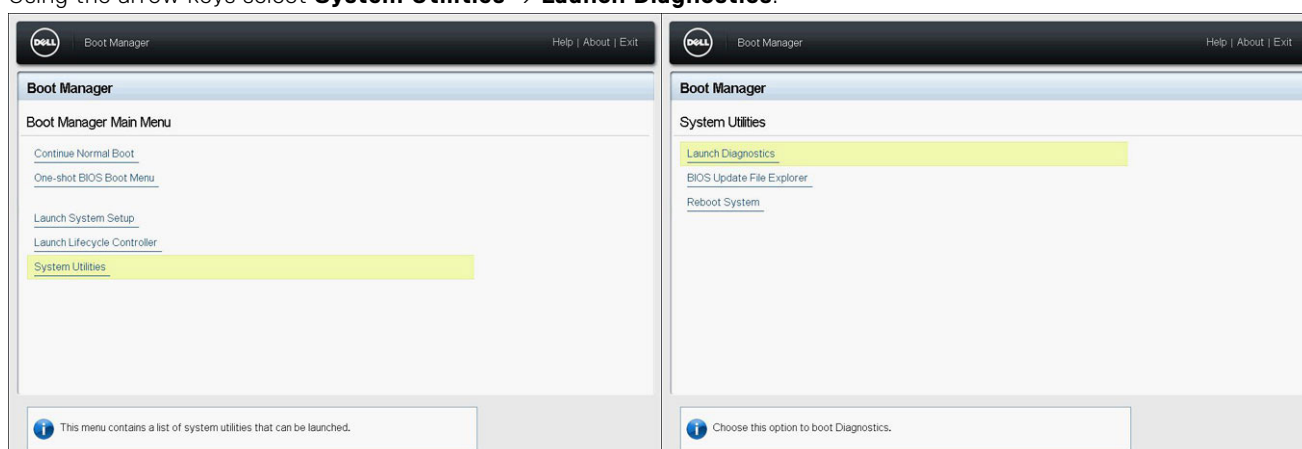 Using the arrow keys select System Utilities → Launch Diagnostics.
DELL
Boot Manager
Help | About | Exit
Boot Manager
Boot Manager Main Menu
Continue Normal Boot
One-shot BIOS Boot Menu
Launch System Setup
Launch Lifecycle Controller
System Utilities
This menu contains a list of system utilities that can be launched.
DELL
Boot Manager
Help | About | Exit
Boot Manager
System Utilities
Launch Diagnostics
BIOS Update File Explorer
Reboot System
Choose this option to boot Diagnostics.